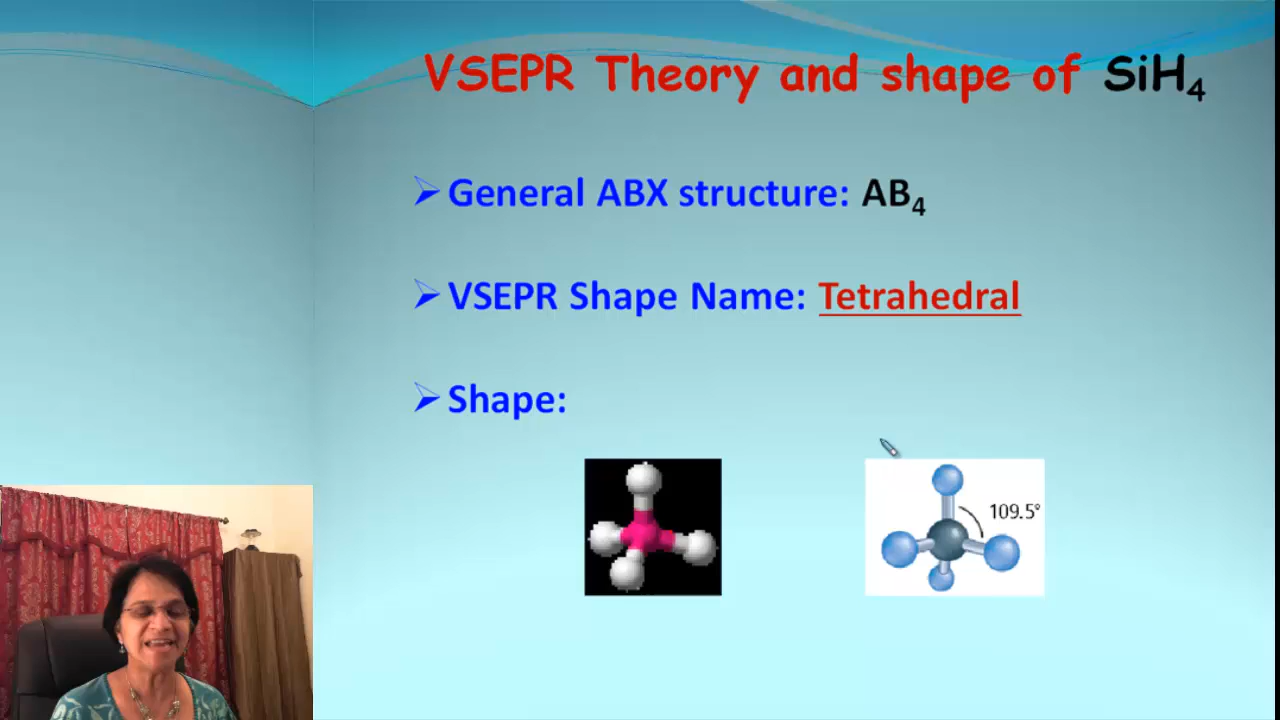 VSEPR Theory and shape of SiH₄
➢ General ABX structure: AB₄
➢ VSEPR Shape Name: Tetrahedral
➢ Shape:
109.5°